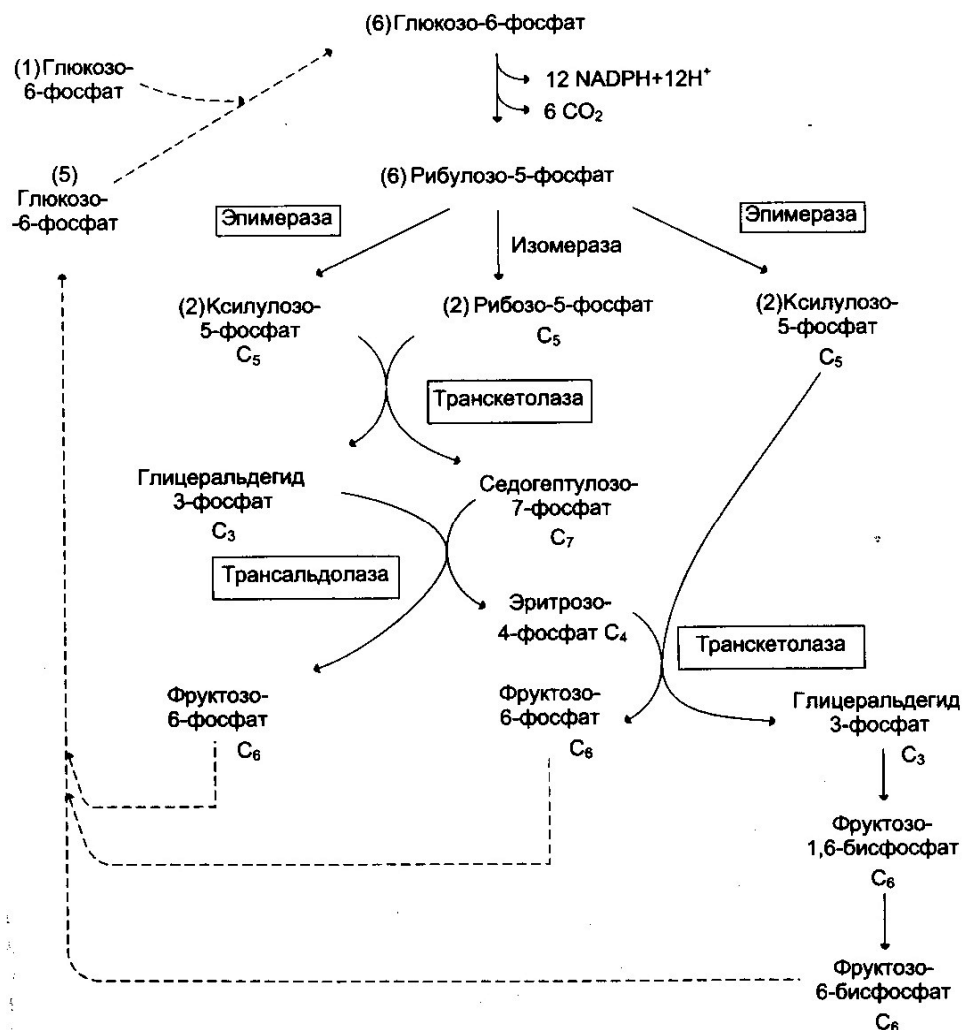 (6) Глюкозо-6-фосфат
(1)Глюкозо-
6-фосфат
12 NADPH+12H⁺
6 CO₂
(5)
Глюкозо-
-6-фосфат
(6) Рибулозо-5-фосфат
Эпимераза
Изомераза
Эпимераза
(2)Ксилулозо-
5-фосфат
C₅
(2) Рибозо-5-фосфат
C₅
(2)Ксилулозо-
5-фосфат
C₅
Транскетолаза
Глицеральдегид
3-фосфат
C₃
Седогептулозо-
7-фосфат
C₇
Трансальдолаза
Эритрозо-
4-фосфат C₄
Транскетолаза
Фруктозо-
6-фосфат
C₆
Фруктозо-
6-фосфат
C₆
Глицеральдегид
3-фосфат
C₃
Фруктозо-
1,6-бисфосфат
C₆
Фруктозо-
6-бисфосфат
C₆